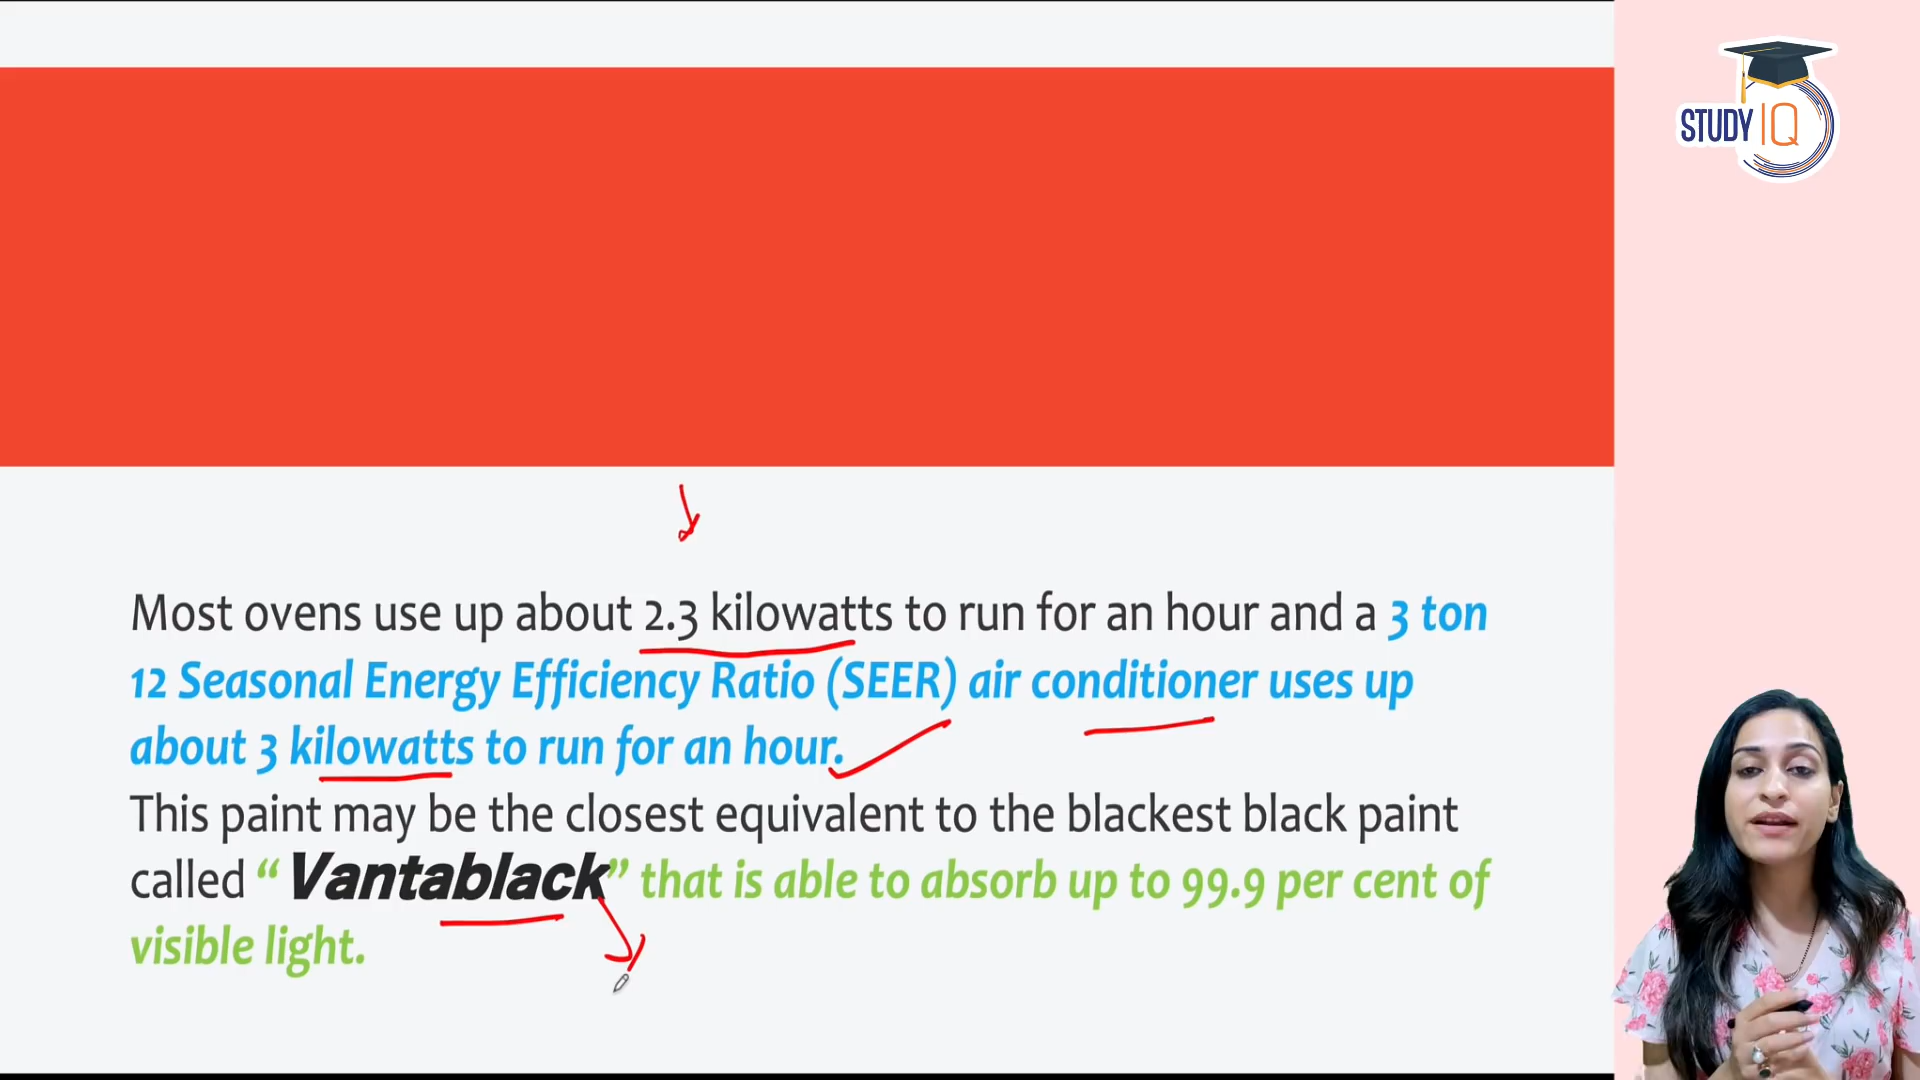 STUDY IQ
Most ovens use up about 2.3 kilowatts to run for an hour and a 3 ton
12 Seasonal Energy Efficiency Ratio (SEER) air conditioner uses up
about 3 kilowatts to run for an hour.
This paint may be the closest equivalent to the blackest black paint
called “Vantablack” that is able to absorb up to 99.9 per cent of
visible light.